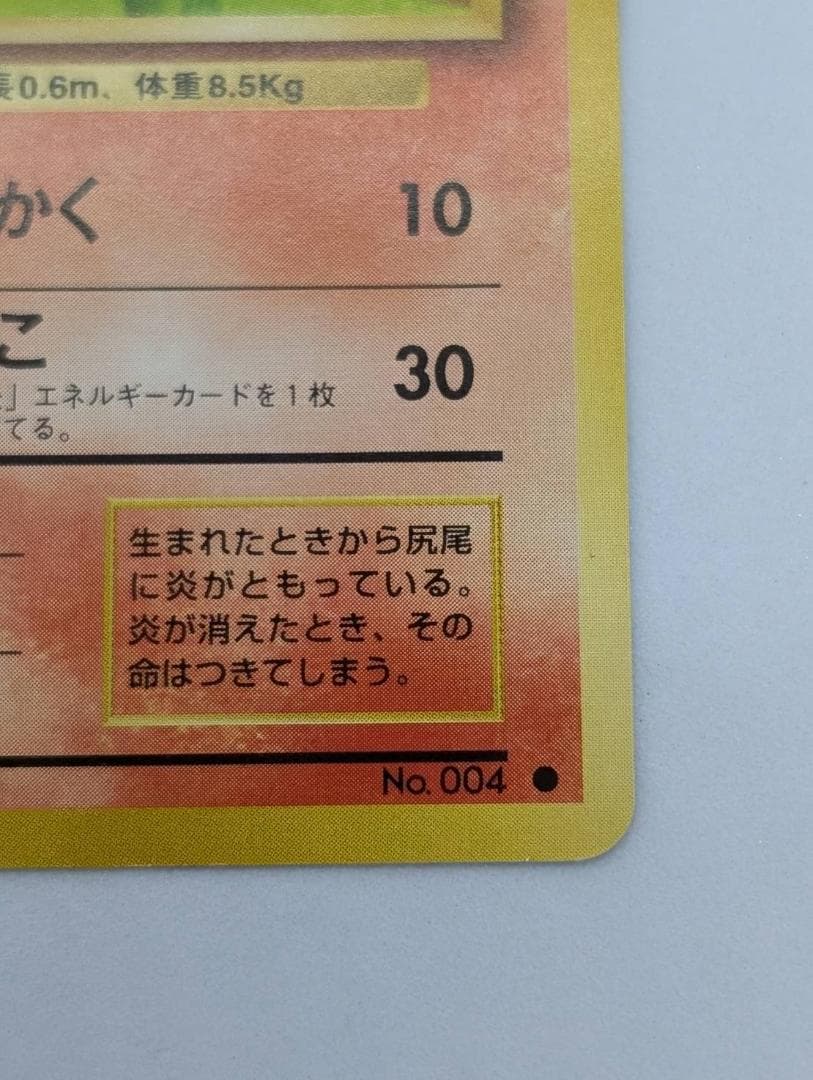 長0.6m、体重8.5Kg
かく 10
こ 30
」エネルギーカードを1枚
てる。
生まれたときから尻尾
に炎がともっている。
炎が消えたとき、その
命はつきてしまう。
No. 004 ●